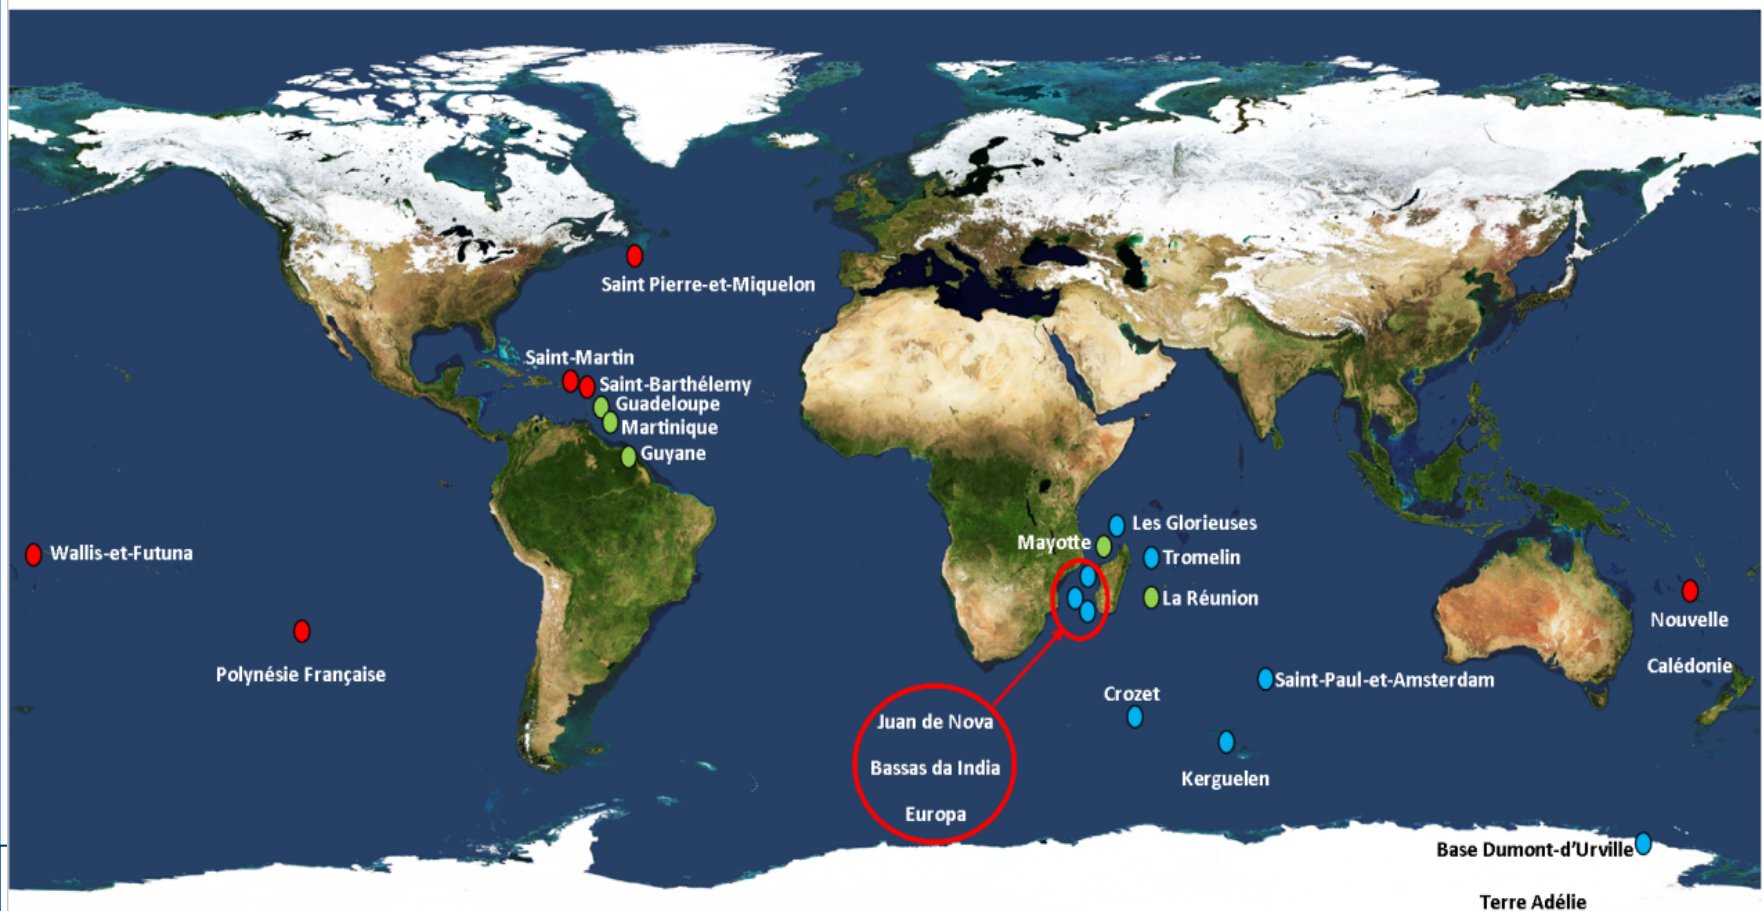 Saint Pierre-et-Miquelon
Saint-Martin
Saint-Barthélemy
Guadeloupe
Martinique
Guyane
Les Glorieuses
Mayotte
Wallis-et-Futuna
Tromelin
La Réunion
Nouvelle
Calédonie
Polynésie Française
Saint-Paul-et-Amsterdam
Crozet
Juan de Nova
Bassas da India
Europa
Kerguelen
Base Dumont-d'Urville
Terre Adélie